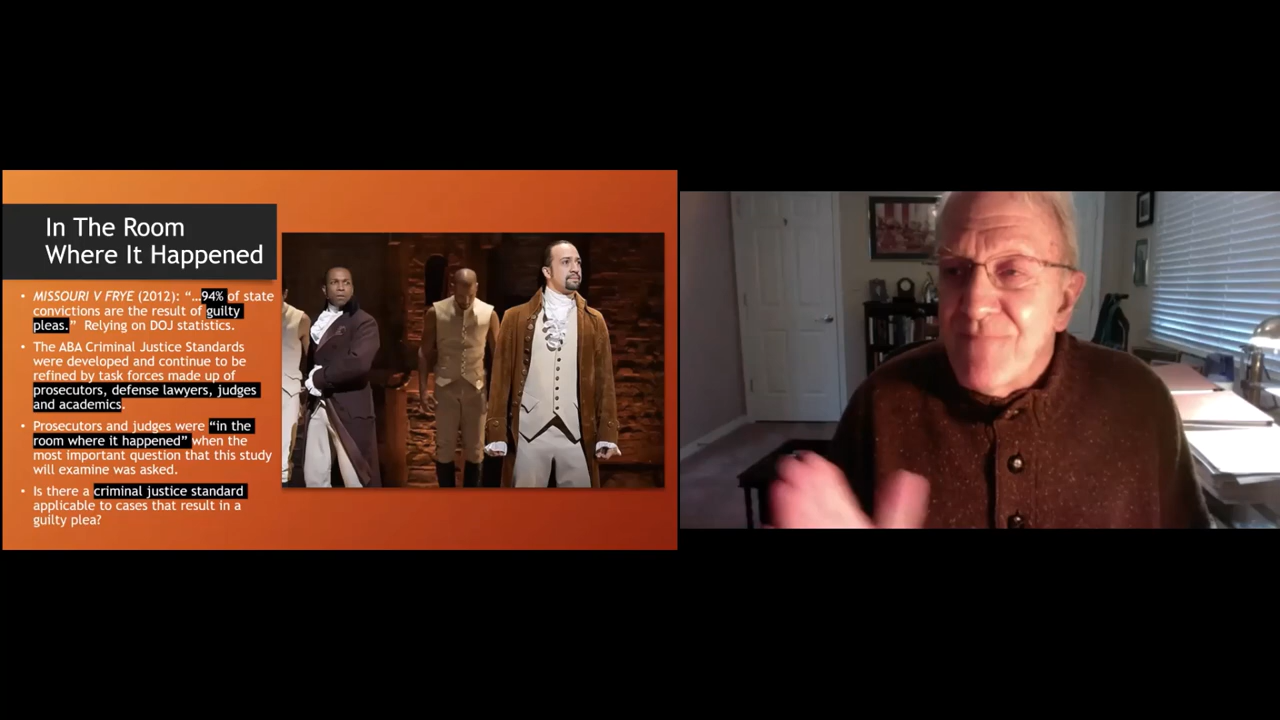 In The Room
Where It Happened
• MISSOURI V FRYE (2012): “…94% of state
convictions are the result of guilty
pleas.” Relying on DOJ statistics.
• The ABA Criminal Justice Standards
were developed and continue to be
refined by task forces made up of
prosecutors, defense lawyers, judges
and academics.
• Prosecutors and judges were “in the
room where it happened” when the
most important question that this study
will examine was asked.
• Is there a criminal justice standard
applicable to cases that result in a
guilty plea?